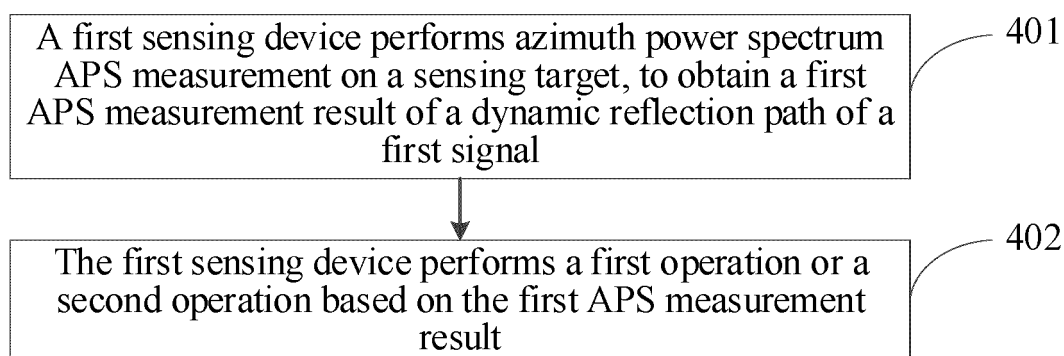 A first sensing device performs azimuth power spectrum
APS measurement on a sensing target, to obtain a first
APS measurement result of a dynamic reflection path of a
first signal
401
The first sensing device performs a first operation or a
second operation based on the first APS measurement
result
402